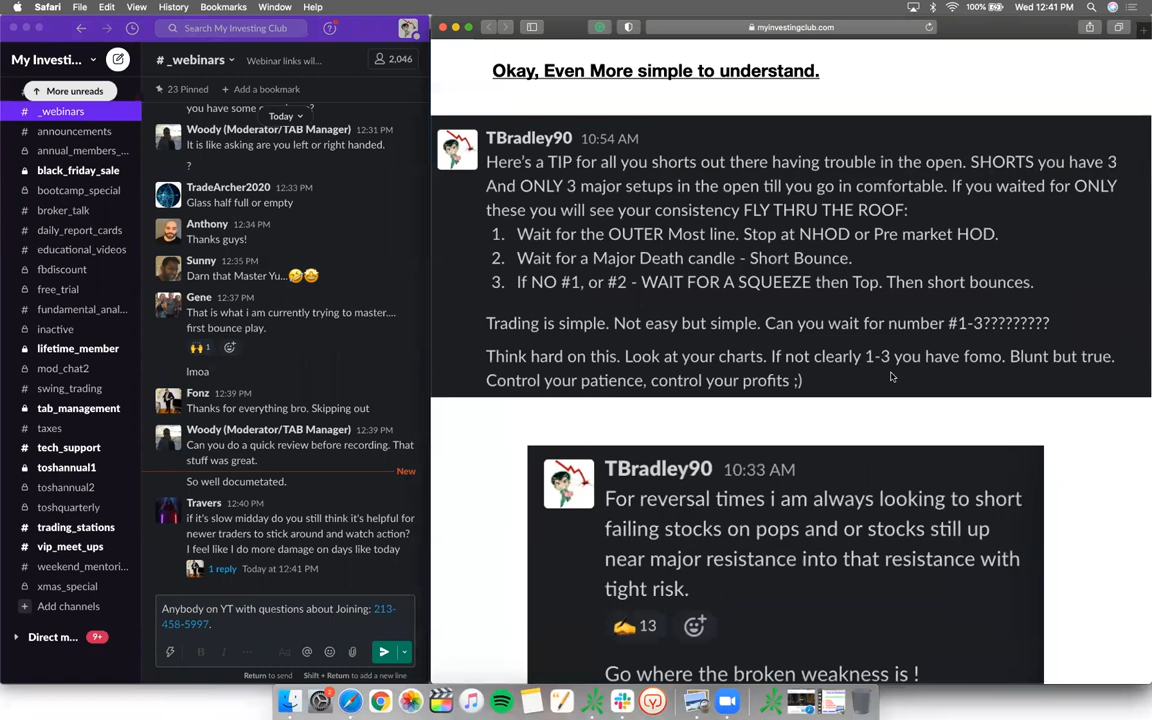 Safari File Edit View History Bookmarks Window Help
100% Wed 12:41 PM
Search My Investing Club
My Investi...
More unreads
# _webinars
# announcements
annual_members_...
black_friday_sale
bootcamp_special
# broker_talk
# daily_report_cards
# educational_videos
fbdiscount
free_trial
# fundamental_anal...
# inactive
lifetime_member
mod_chat2
# swing_trading
tab_management
# taxes
# tech_support
toshannual1
toshannual2
toshquarterly
# trading_stations
# vip_meet_ups
# weekend_mentori...
xmas_special
+ Add channels
Direct m... 9+
# _webinars
Webinar links wil...
2,046
23 Pinned + Add a bookmark
Today
Woody (Moderator/TAB Manager) 12:31 PM
It is like asking are you left or right handed.
?
TradeArcher2020 12:33 PM
Glass half full or empty
Anthony 12:34 PM
Thanks guys!
Sunny 12:35 PM
Darn that Master Yu...🤣🤩
Gene 12:37 PM
That is what i am currently trying to master....
first bounce play.
🙌 1
lmoa
Fonz 12:39 PM
Thanks for everything bro. Skipping out
Woody (Moderator/TAB Manager) 12:39 PM
Can you do a quick review before recording. That
stuff was great.
New
So well documetated.
Travers 12:40 PM
if it's slow midday do you still think it's helpful for
newer traders to stick around and watch action?
I feel like I do more damage on days like today
1 reply Today at 12:41 PM
Anybody on YT with questions about Joining: 213-
458-5997.
Return to send Shift + Return to add a new line
myinvestingclub.com
Okay, Even More simple to understand.
TBradley90 10:54 AM
Here's a TIP for all you shorts out there having trouble in the open. SHORTS you have 3
And ONLY 3 major setups in the open till you go in comfortable. If you waited for ONLY
these you will see your consistency FLY THRU THE ROOF:
1. Wait for the OUTER Most line. Stop at NHOD or Pre market HOD.
2. Wait for a Major Death candle - Short Bounce.
3. If NO #1, or #2 - WAIT FOR A SQUEEZE then Top. Then short bounces.
Trading is simple. Not easy but simple. Can you wait for number #1-3?????????
Think hard on this. Look at your charts. If not clearly 1-3 you have fomo. Blunt but true.
Control your patience, control your profits ;)
TBradley90 10:33 AM
For reversal times i am always looking to short
failing stocks on pops and or stocks still up
near major resistance into that resistance with
tight risk.
✍ 13
Go where the broken weakness is !